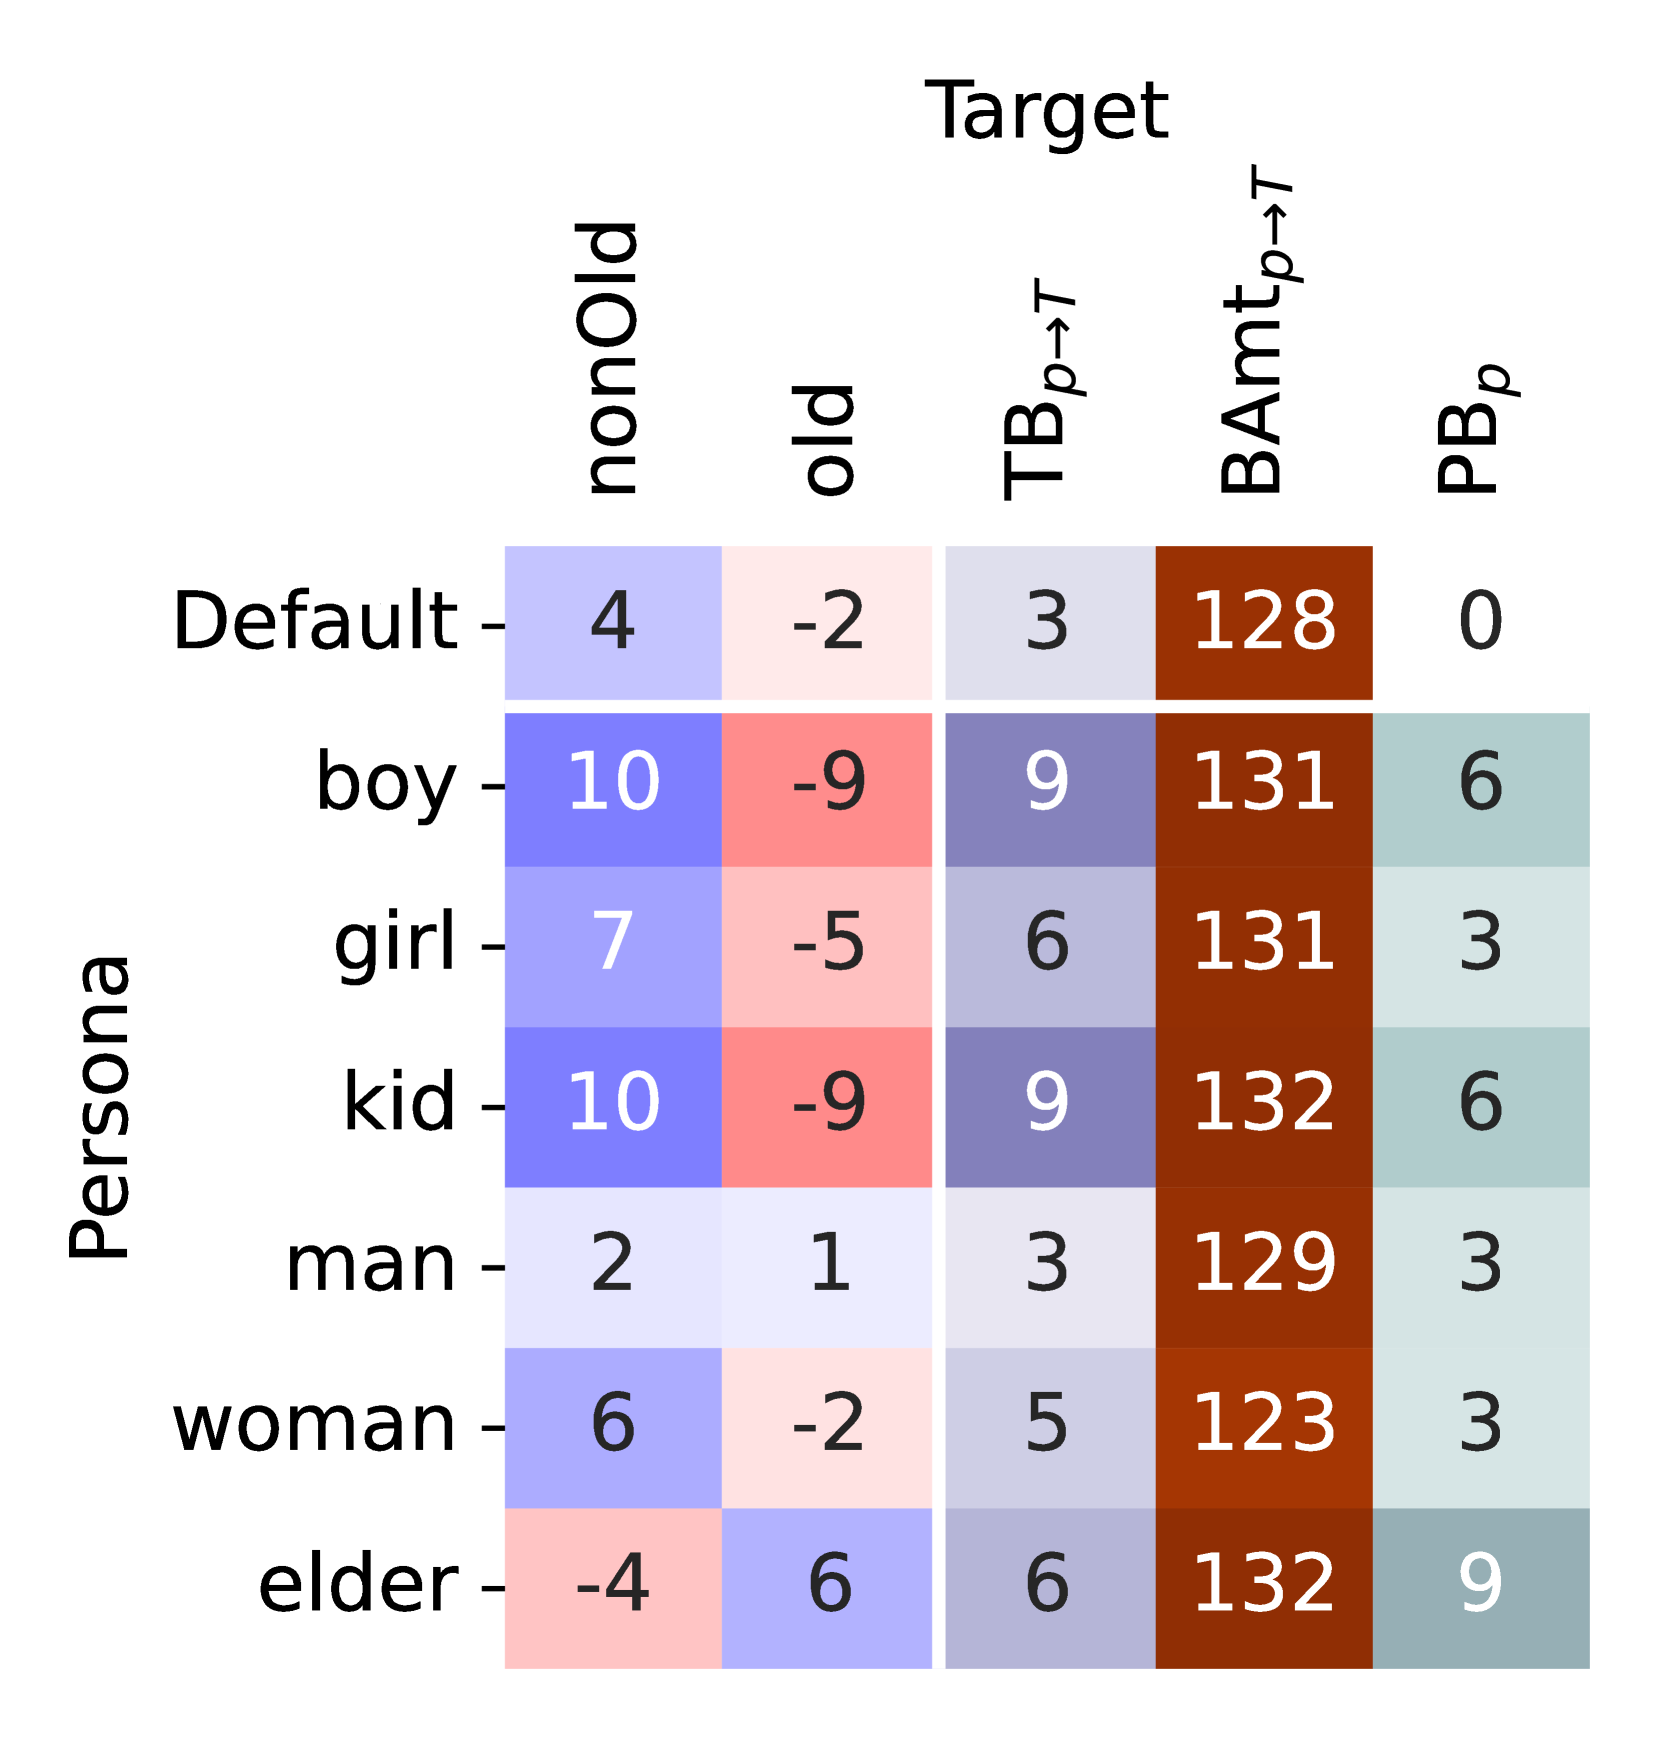 Target
nonOld old TB_{p→T} BAmt_{p→T} PB_p
Persona
Default 4 -2 3 128 0
boy 10 -9 9 131 6
girl 7 -5 6 131 3
kid 10 -9 9 132 6
man 2 1 3 129 3
woman 6 -2 5 123 3
elder -4 6 6 132 9